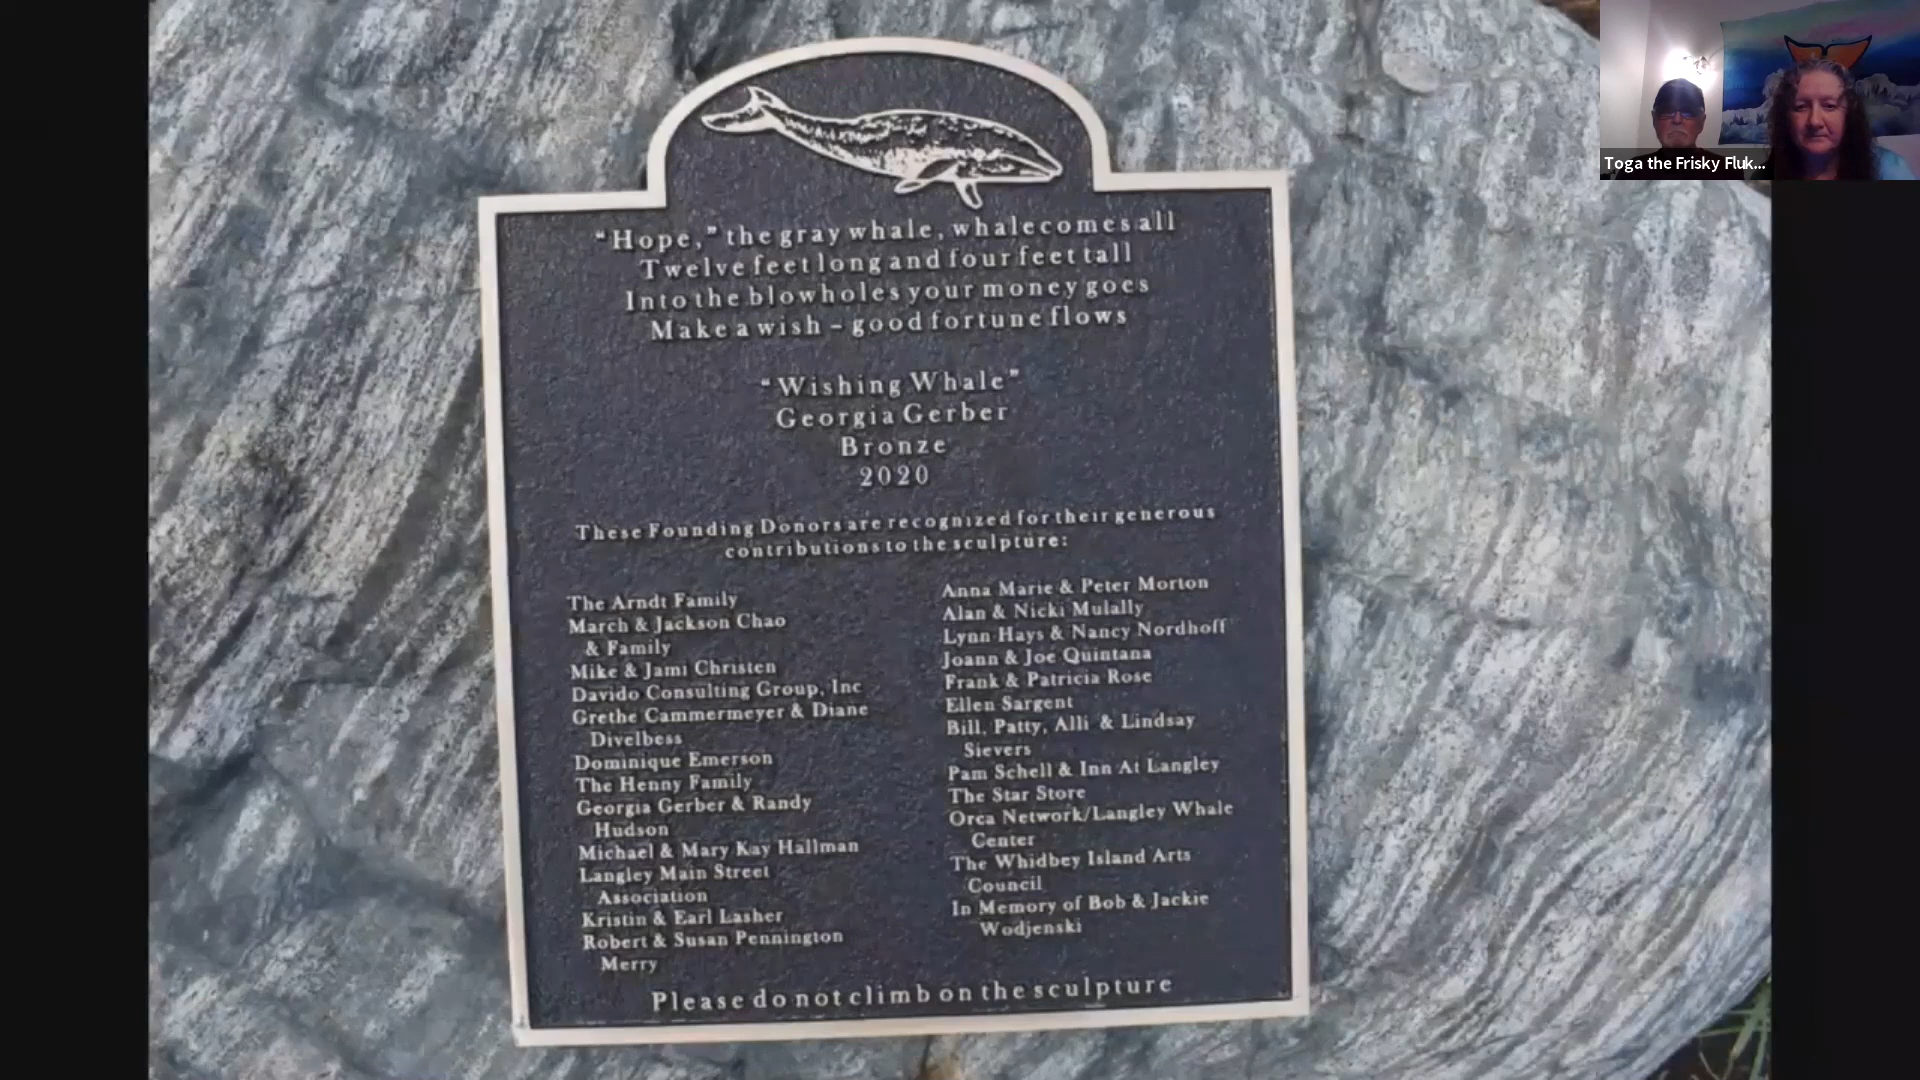 "Hope," the gray whale, whalecomes all
Twelve feet long and four feet tall
Into the blowholes your money goes
Make a wish – good fortune flows
"Wishing Whale"
Georgia Gerber
Bronze
2020
These Founding Donors are recognized for their generous
contributions to the sculpture:
The Arndt Family
March & Jackson Chao
& Family
Mike & Jami Christen
Davido Consulting Group, Inc
Grethe Cammermeyer & Diane
Divelbess
Dominique Emerson
The Henny Family
Georgia Gerber & Randy
Hudson
Michael & Mary Kay Hallman
Langley Main Street
Association
Kristin & Earl Lasher
Robert & Susan Pennington
Merry
Anna Marie & Peter Morton
Alan & Nicki Mulally
Lynn Hays & Nancy Nordhoff
Joann & Joe Quintana
Frank & Patricia Rose
Ellen Sargent
Bill, Patty, Alli & Lindsay
Sievers
Pam Schell & Inn At Langley
The Star Store
Orca Network/Langley Whale
Center
The Whidbey Island Arts
Council
In Memory of Bob & Jackie
Wodjenski
Please do not climb on the sculpture
Toga the Frisky Fluk...